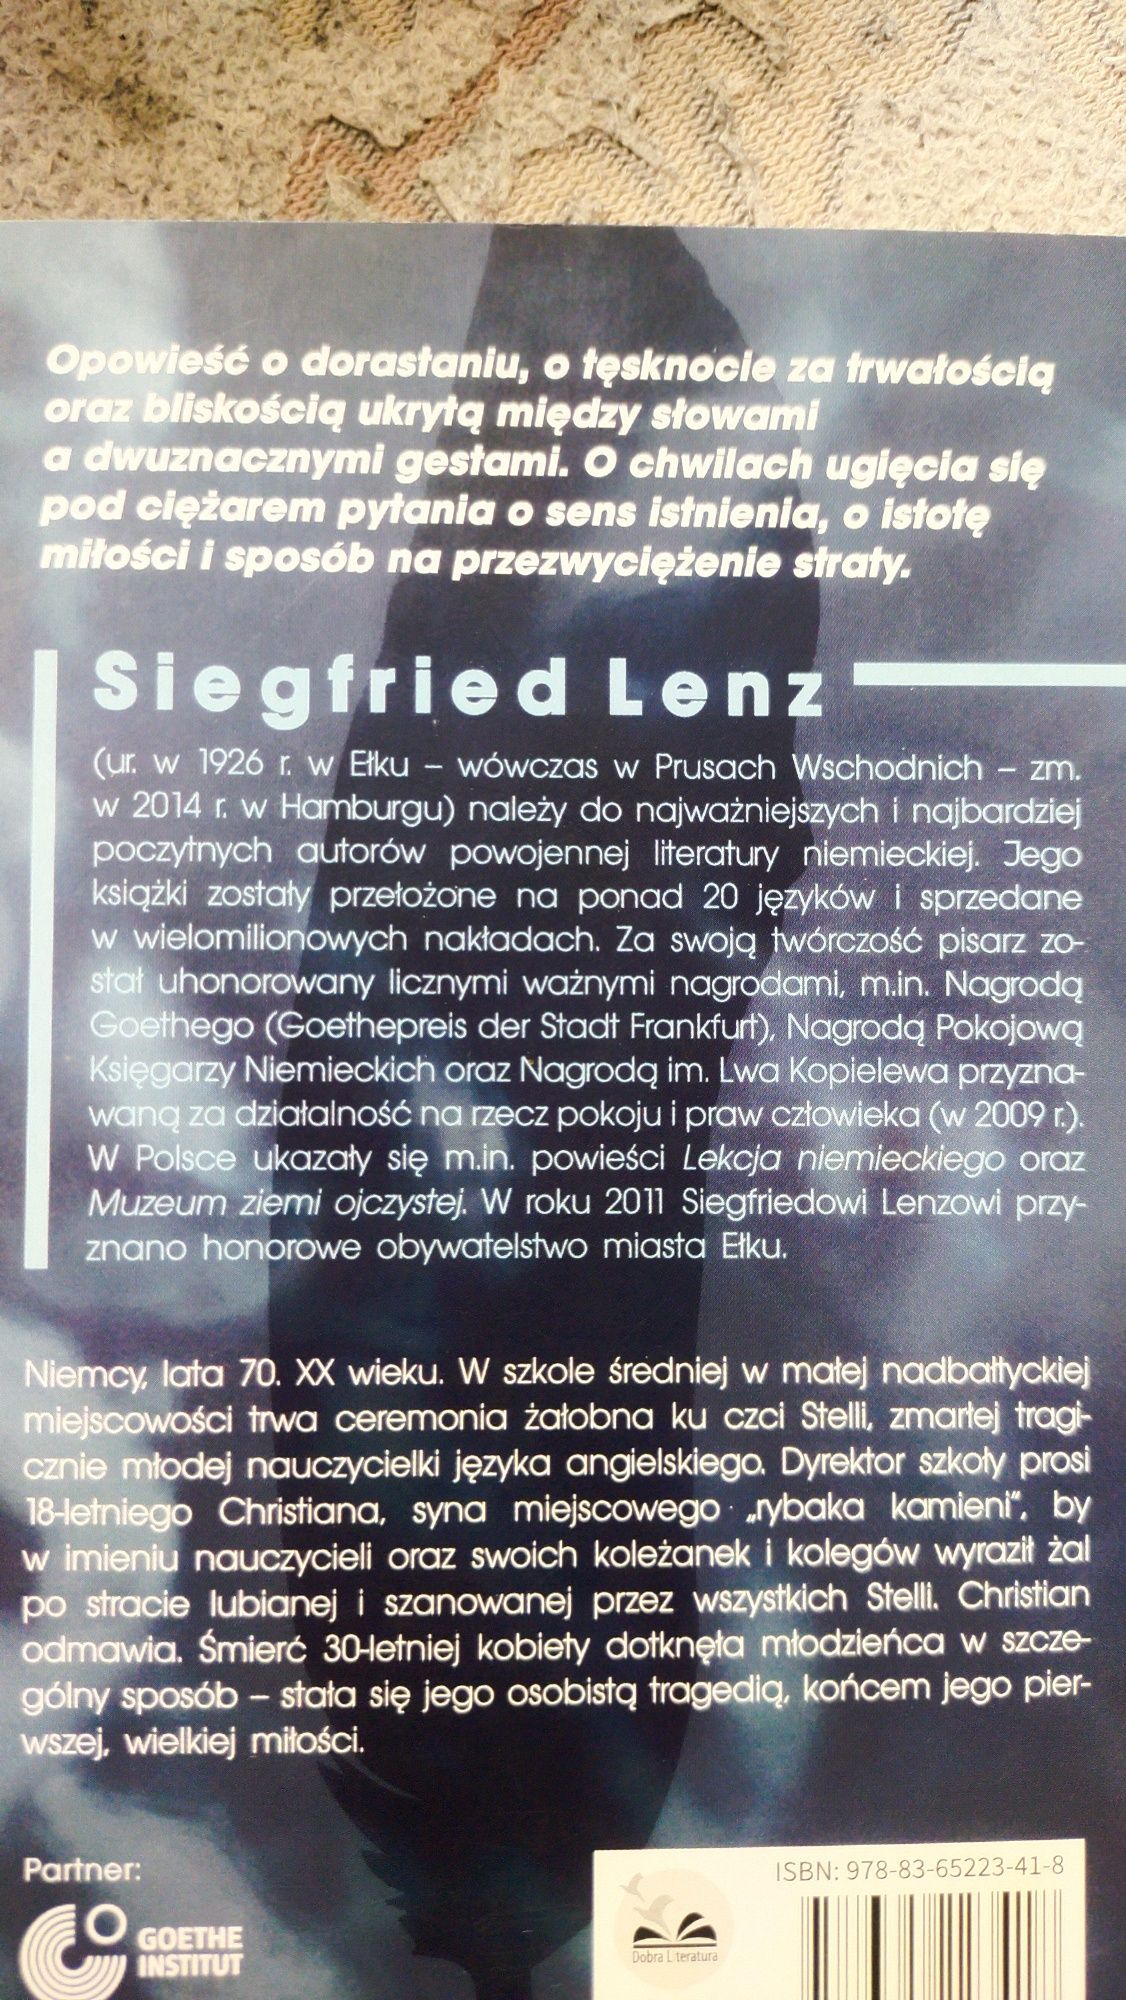 Opowieść o dorastaniu, o tęsknocie za trwałością
oraz bliskością ukrytą między słowami
a dwuznacznymi gestami. O chwilach ugięcia się
pod ciężarem pytania o sens istnienia, o istotę
miłości i sposób na przezwyciężenie straty.
Siegfried Lenz
(ur. w 1926 r. w Ełku – wówczas w Prusach Wschodnich – zm.
w 2014 r. w Hamburgu) należy do najważniejszych i najbardziej
poczytnych autorów powojennej literatury niemieckiej. Jego
książki zostały przełożone na ponad 20 języków i sprzedane
w wielomilionowych nakładach. Za swoją twórczość pisarz zo-
stał uhonorowany licznymi ważnymi nagrodami, m.in. Nagrodą
Goethego (Goethepreis der Stadt Frankfurt), Nagrodą Pokojową
Księgarzy Niemieckich oraz Nagrodą im. Lwa Kopielewa przyzna-
waną za działalność na rzecz pokoju i praw człowieka (w 2009 r.).
W Polsce ukazały się m.in. powieści Lekcja niemieckiego oraz
Muzeum ziemi ojczystej. W roku 2011 Siegfriedowi Lenzowi przy-
znano honorowe obywatelstwo miasta Ełku.
Niemcy, lata 70. XX wieku. W szkole średniej w małej nadbałtyckiej
miejscowości trwa ceremonia żałobna ku czci Stelli, zmarłej tragi-
cznie młodej nauczycielki języka angielskiego. Dyrektor szkoły prosi
18-letniego Christiana, syna miejscowego „rybaka kamieni”, by
w imieniu nauczycieli oraz swoich koleżanek i kolegów wyraził żal
po stracie lubianej i szanowanej przez wszystkich Stelli. Christian
odmawia. Śmierć 30-letniej kobiety dotknęła młodzieńca w szcze-
gólny sposób – stała się jego osobistą tragedią, końcem jego pier-
wszej, wielkiej miłości.
Partner:
GOETHE
INSTITUT
ISBN: 978-83-65223-41-8
Dobra L teratura